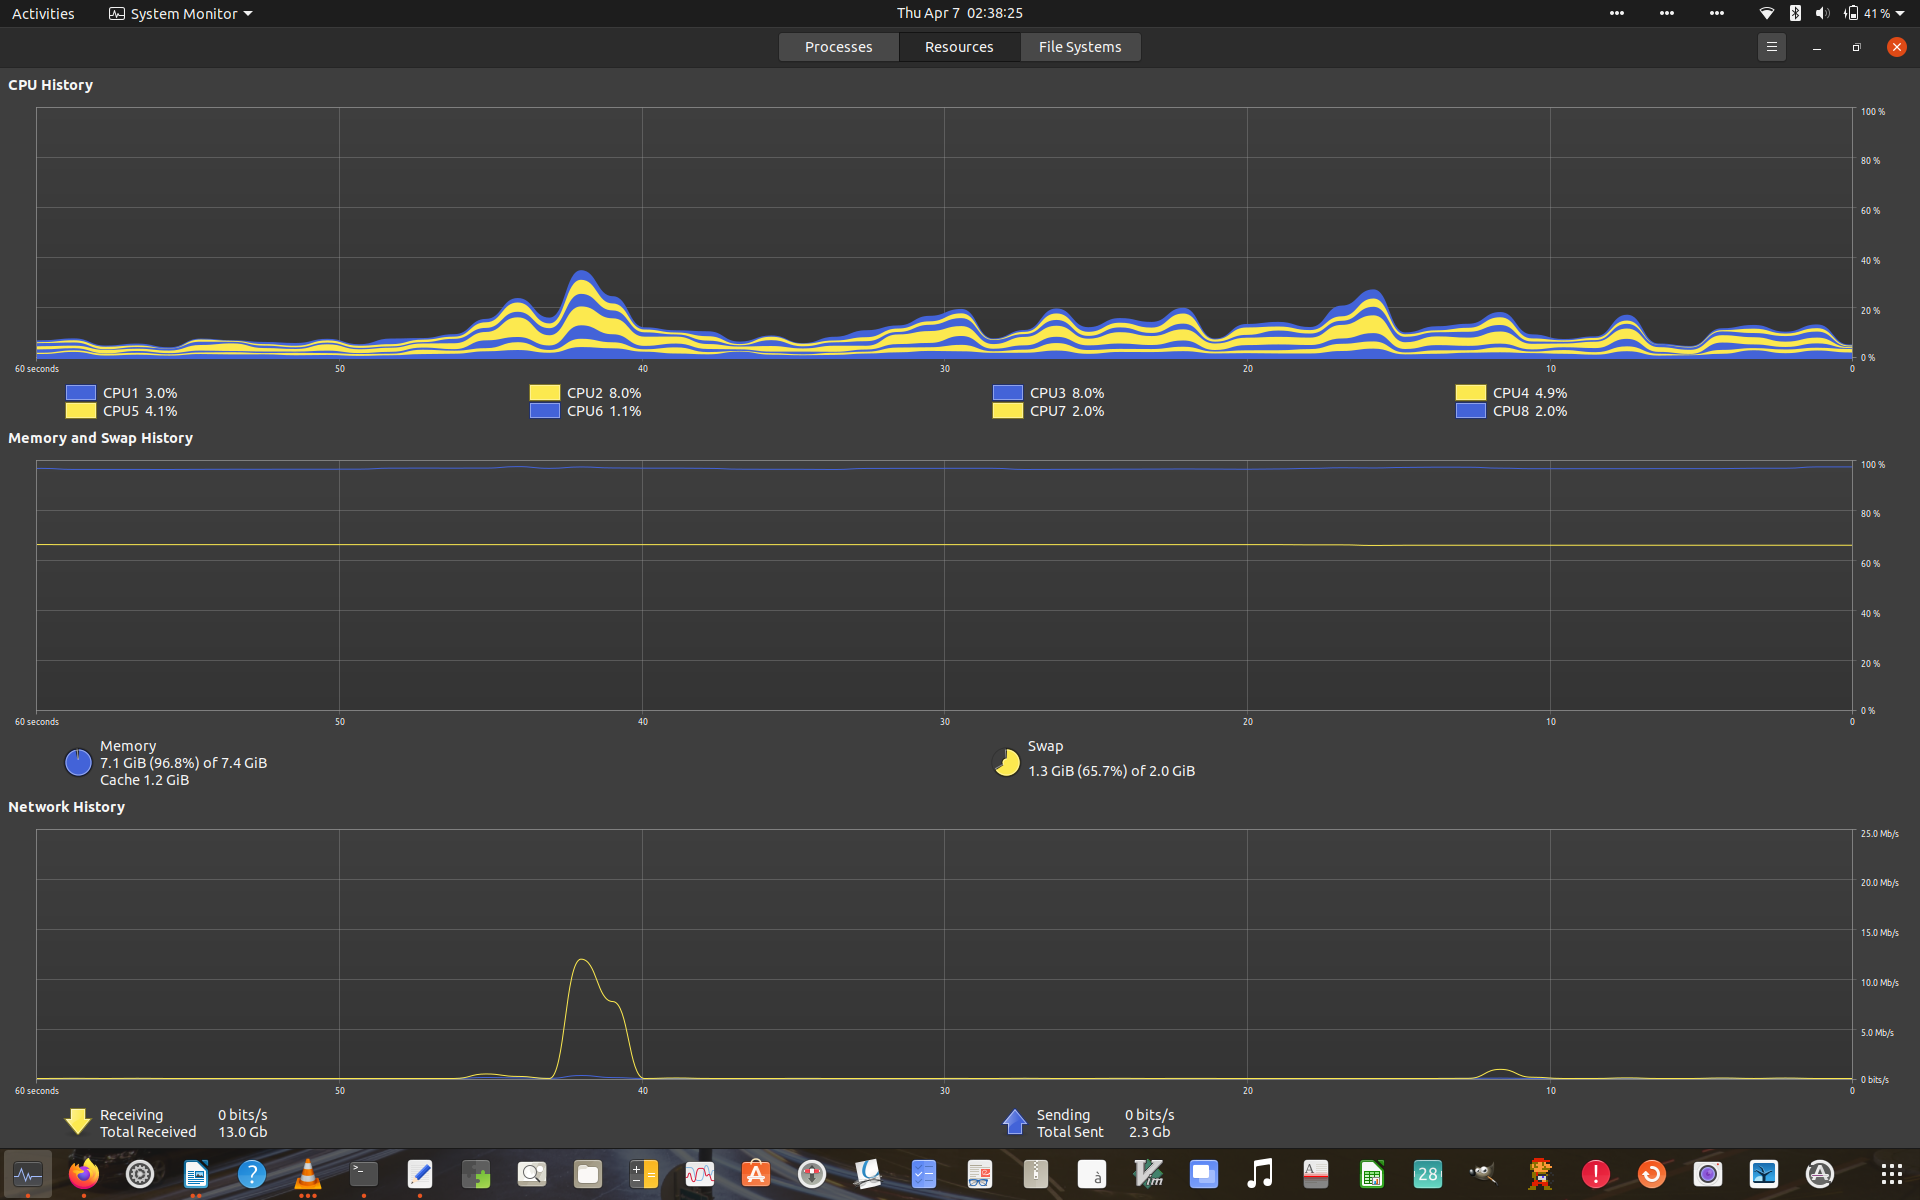 Activities System Monitor Thu Apr 7 02:38:25 41 %
Processes Resources File Systems
CPU History
100 %
80 %
60 %
40 %
20 %
0 %
60 seconds 50 40 30 20 10 0
CPU1 3.0% CPU2 8.0% CPU3 8.0% CPU4 4.9%
CPU5 4.1% CPU6 1.1% CPU7 2.0% CPU8 2.0%
Memory and Swap History
100 %
80 %
60 %
40 %
20 %
0 %
60 seconds 50 40 30 20 10 0
Memory
7.1 GiB (96.8%) of 7.4 GiB
Cache 1.2 GiB
Swap
1.3 GiB (65.7%) of 2.0 GiB
Network History
25.0 Mb/s
20.0 Mb/s
15.0 Mb/s
10.0 Mb/s
5.0 Mb/s
0 bits/s
60 seconds 50 40 30 20 10 0
Receiving 0 bits/s
Total Received 13.0 Gb
Sending 0 bits/s
Total Sent 2.3 Gb
? >_ A à Vim A 28 !